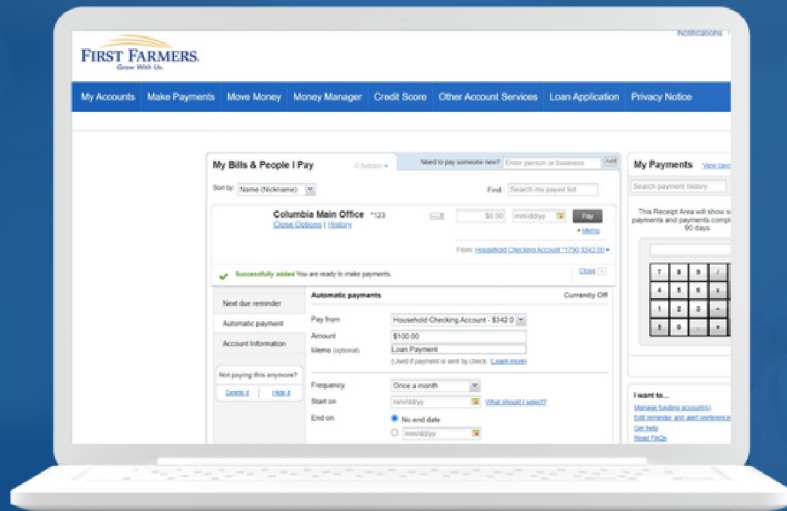 Notifications
FIRST FARMERS.
Grow With Us.
My Accounts Make Payments Move Money Money Manager Credit Score Other Account Services Loan Application Privacy Notice
My Bills & People I Pay
0 hidden
Need to pay someone new? Enter person or business Add
Sort by: Name (Nickname)
Find: Search my payee list
Columbia Main Office *123
$0.00 mm/dd/yy Pay
Close Options | History
Memo
From: Household Checking Account *1790 $342.00
Successfully added You are ready to make payments.
Close
Next due reminder
Automatic payment
Account Information
Not paying this anymore?
Delete it | Hide it
Automatic payments Currently Off
Pay from Household Checking Account - $342.0
Amount $100.00
Memo (optional) Loan Payment
(Used if payment is sent by check. Learn more)
Frequency Once a month
Start on mm/dd/yy What should I select?
End on No end date
mm/dd/yy
My Payments
Search payment history
This Receipt Area will show
payments and payments
90 days
7 8 9 /
4 5 6
1 2 3 -
0 . +
I want to...
Manage funding account(s)
Edit reminder and alert preference
Get help
Read FAQs